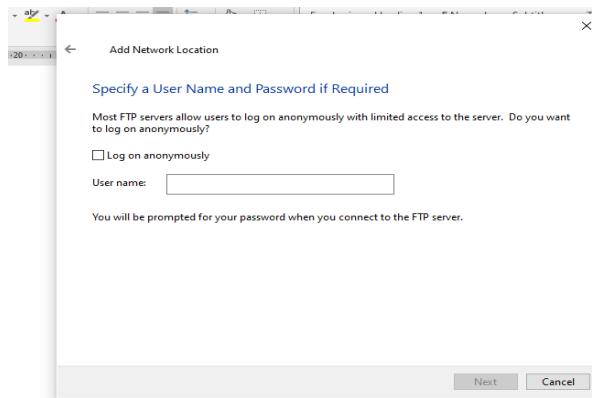 ·20·
Add Network Location
Specify a User Name and Password if Required
Most FTP servers allow users to log on anonymously with limited access to the server. Do you want
to log on anonymously?
Log on anonymously
User name:
You will be prompted for your password when you connect to the FTP server.
Next
Cancel